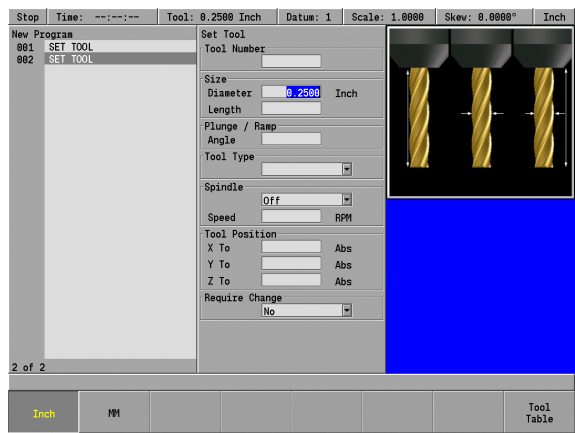 Stop Time: --:--:-- Tool: 0.2500 Inch Datum: 1 Scale: 1.0000 Skew: 0.0000° Inch
New Program
001 SET TOOL
002 SET TOOL
2 of 2
Set Tool
Tool Number
Size
Diameter 0.2500 Inch
Length
Plunge / Ramp
Angle
Tool Type
Spindle
Off
Speed RPM
Tool Position
X To Abs
Y To Abs
Z To Abs
Require Change
No
Inch MM Tool
Table